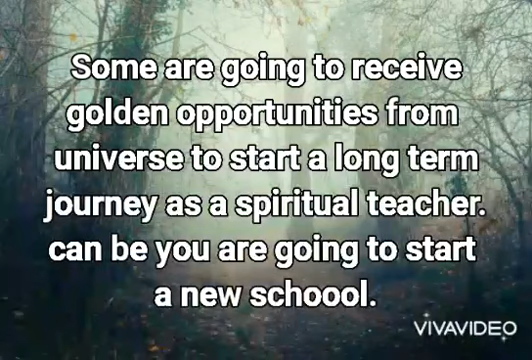 Some are going to receive
golden opportunities from
universe to start a long term
journey as a spiritual teacher.
can be you are going to start
a new schoool.
VIVAVIDEO